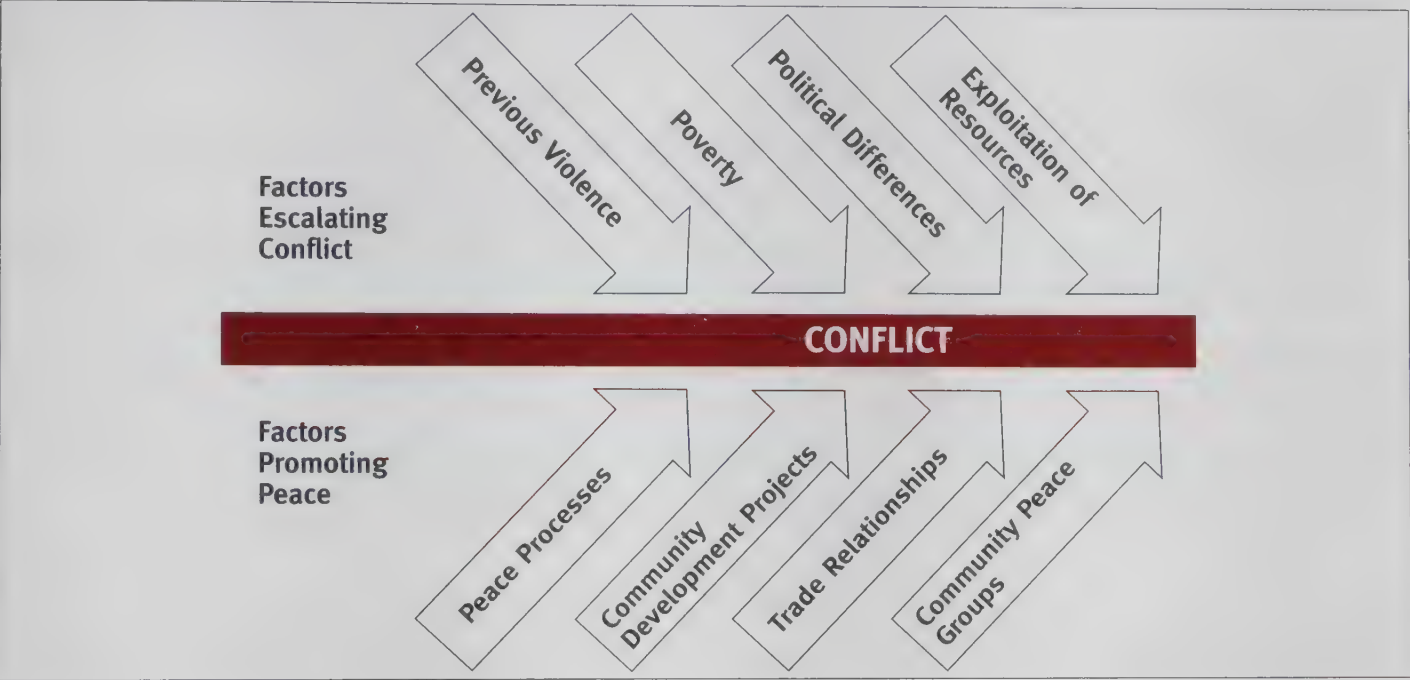 Previous Violence
Poverty
Political Differences
Exploitation of
Resources
Factors
Escalating
Conflict
CONFLICT
Factors
Promoting
Peace
Peace Processes
Community
Development Projects
Trade Relationships
Community Peace
Groups